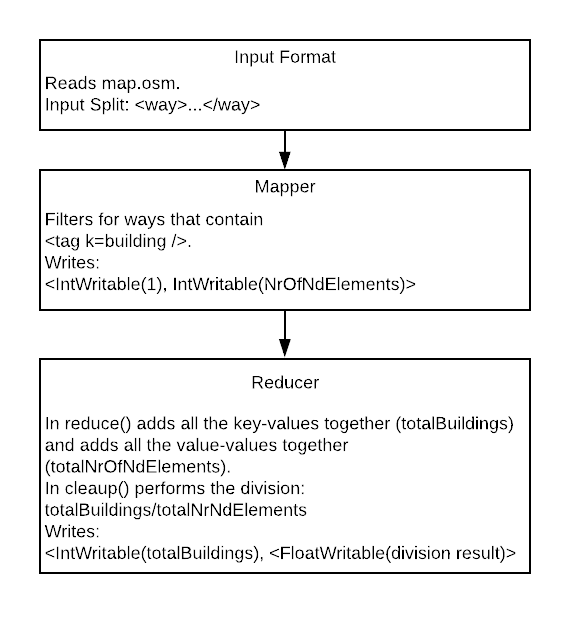 Input Format
Reads map.osm.
Input Split: <way>...</way>
Mapper
Filters for ways that contain
<tag k=building />.
Writes:
<IntWritable(1), IntWritable(NrOfNdElements)>
Reducer
In reduce() adds all the key-values together (totalBuildings)
and adds all the value-values together
(totalNrOfNdElements).
In cleaup() performs the division:
totalBuildings/totalNrNdElements
Writes:
<IntWritable(totalBuildings), <FloatWritable(division result)>